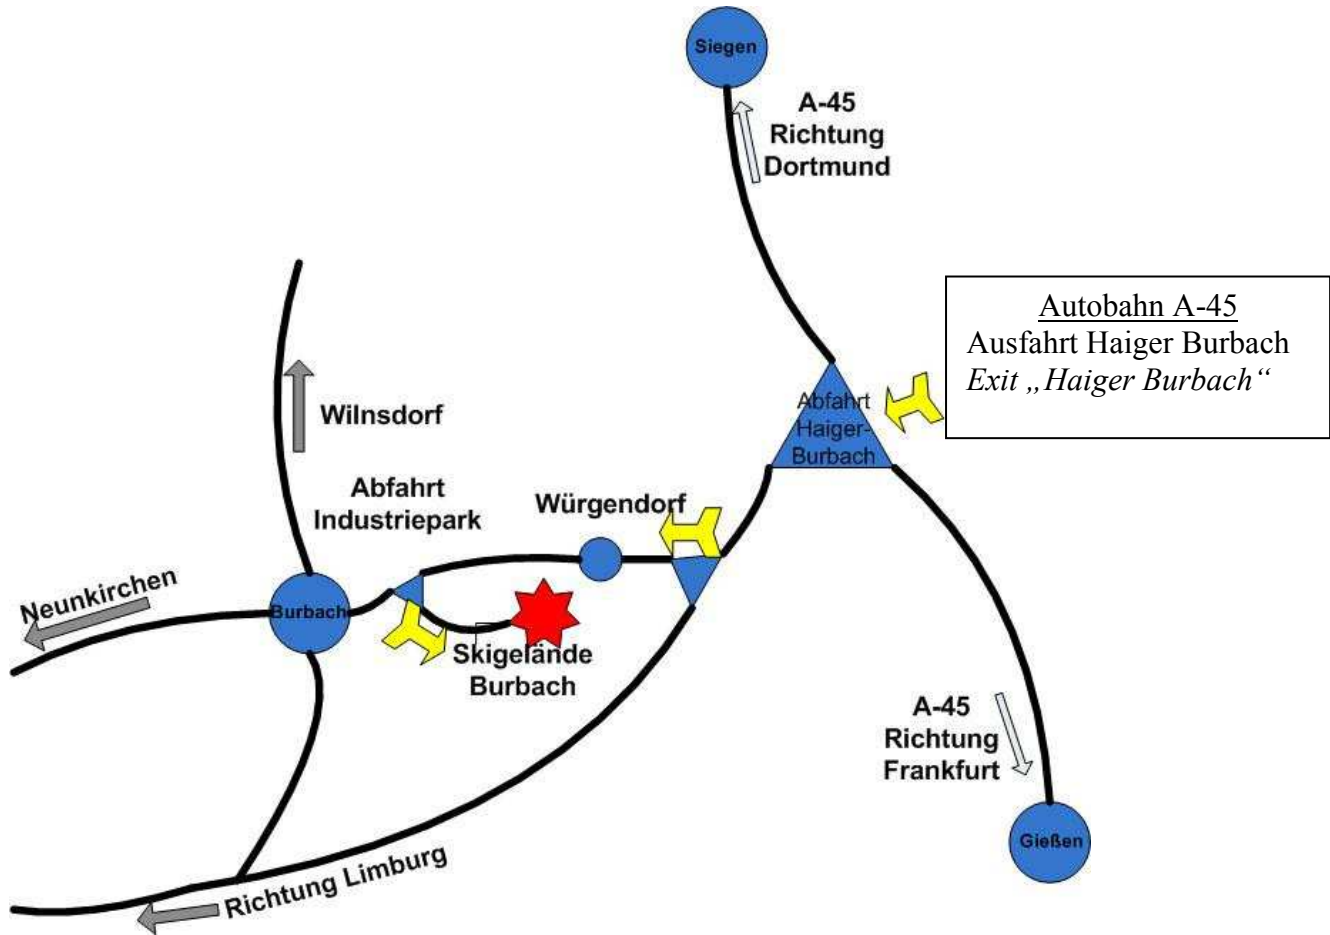 Siegen
A-45
Richtung
Dortmund
Autobahn A-45
Ausfahrt Haiger Burbach
Exit „Haiger Burbach“
Abfahrt
Haiger-
Burbach
Wilnsdorf
Abfahrt
Industriepark
Würgendorf
Neunkirchen
Burbach
Skigelände
Burbach
A-45
Richtung
Frankfurt
Gießen
Richtung Limburg